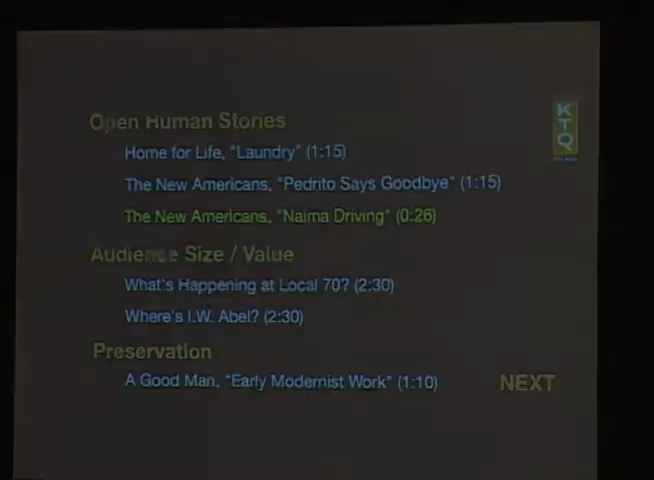 Open Human Stories
Home for Life, "Laundry" (1:15)
The New Americans, "Pedrito Says Goodbye" (1:15)
The New Americans, "Naima Driving" (0:26)
Audience Size / Value
What's Happening at Local 70? (2:30)
Where's I.W. Abel? (2:30)
Preservation
A Good Man, "Early Modernist Work" (1:10)
NEXT
KTQ